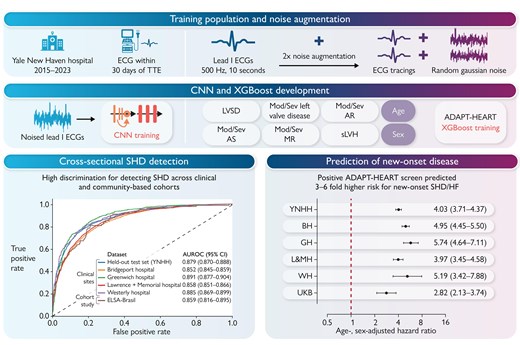 Training population and noise augmentation
Yale New Haven hospital
2015–2023
ECG within
30 days of TTE
Lead I ECGs
500 Hz, 10 seconds
+
2x noise augmentation
ECG tracings
+
+
Random gaussian noise
CNN and XGBoost development
Noised lead I ECGs
CNN training
LVSD
Mod/Sev left
valve disease
Mod/Sev
AR
Age
Mod/Sev
AS
Mod/Sev
MR
sLVH
Sex
ADAPT-HEART
XGBoost training
Cross-sectional SHD detection
High discrimination for detecting SHD across clinical
and community-based cohorts
True
positive
rate
1.0
0.8
0.6
0.4
0.2
0.0
Dataset AUROC (95% CI)
Clinical
sites
Held-out test set (YNHH) 0.879 (0.870–0.888)
Bridgeport hospital 0.852 (0.845–0.859)
Greenwich hospital 0.891 (0.877–0.904)
Lawrence + Memorial hospital 0.858 (0.851–0.866)
Westerly hospital 0.885 (0.869–0.899)
Cohort
study
ELSA-Brasil 0.859 (0.816–0.895)
0.0 0.2 0.4 0.6 0.8 1.0
False positive rate
Prediction of new-onset disease
Positive ADAPT-HEART screen predicted
3–6 fold higher risk for new-onset SHD/HF
YNHH 4.03 (3.71–4.37)
BH 4.95 (4.45–5.50)
GH 5.74 (4.64–7.11)
L&MH 3.97 (3.45–4.58)
WH 5.19 (3.42–7.88)
UKB 2.82 (2.13–3.74)
0.5 1 2 4 8 16
Age-, sex-adjusted hazard ratio